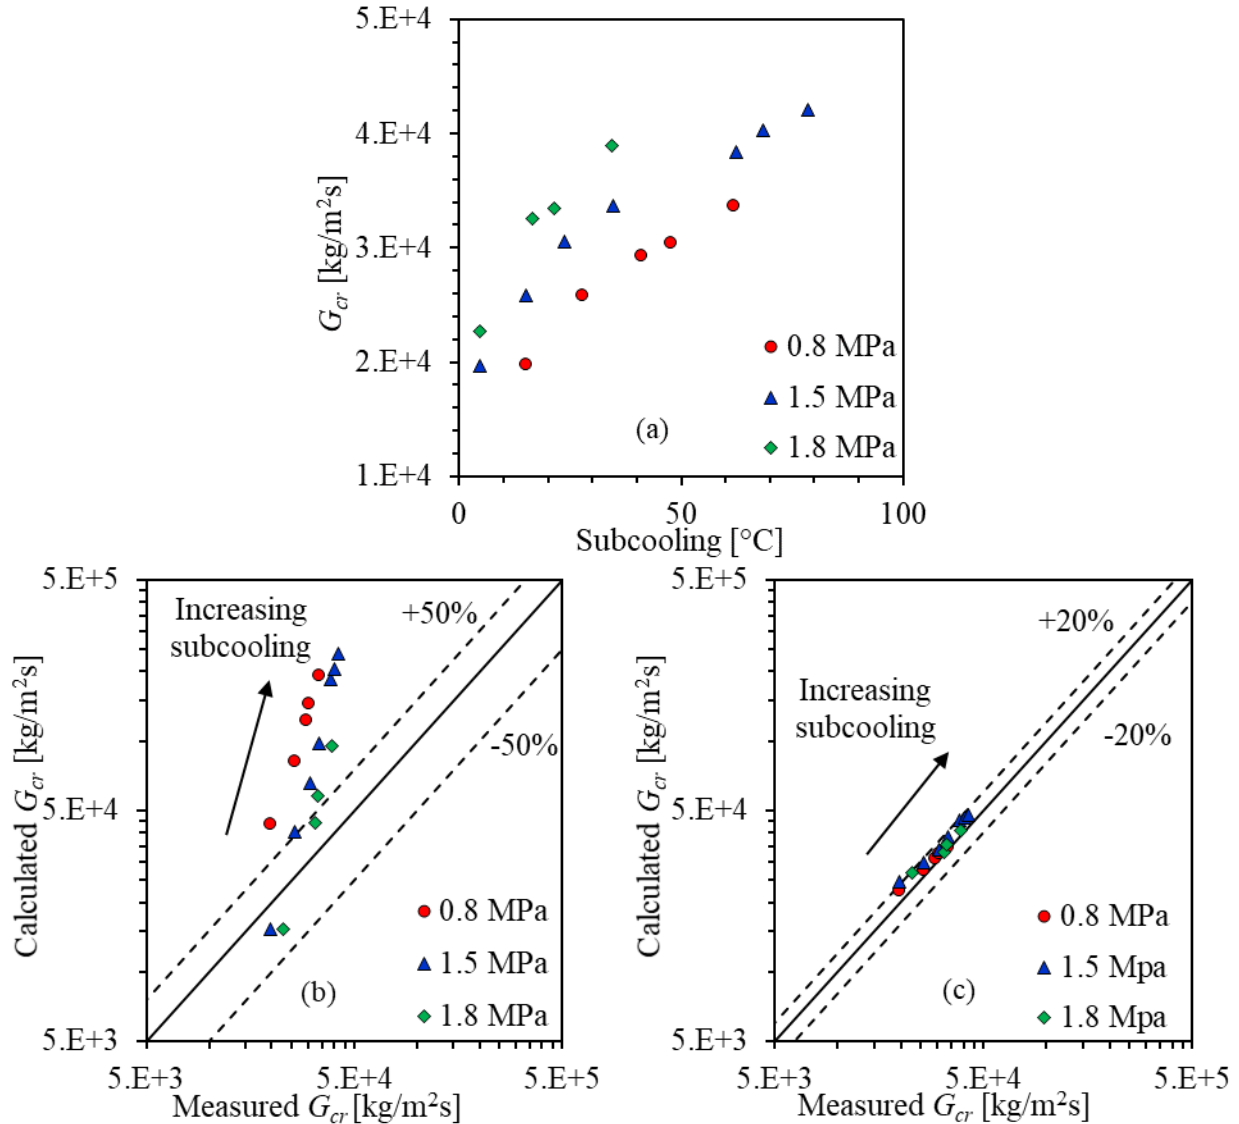 5.E+4
4.E+4
3.E+4
2.E+4
1.E+4
G_cr [kg/m²s]
0.8 MPa
1.5 MPa
1.8 MPa
(a)
0 50 100
Subcooling [°C]
5.E+5
5.E+4
5.E+3
Calculated G_cr [kg/m²s]
Increasing
subcooling
+50%
-50%
0.8 MPa
1.5 MPa
1.8 MPa
(b)
5.E+3 5.E+4 5.E+5
Measured G_cr [kg/m²s]
5.E+5
5.E+4
5.E+3
Calculated G_cr [kg/m²s]
+20%
Increasing
subcooling
-20%
0.8 MPa
1.5 Mpa
1.8 Mpa
(c)
5.E+3 5.E+4 5.E+5
Measured G_cr [kg/m²s]